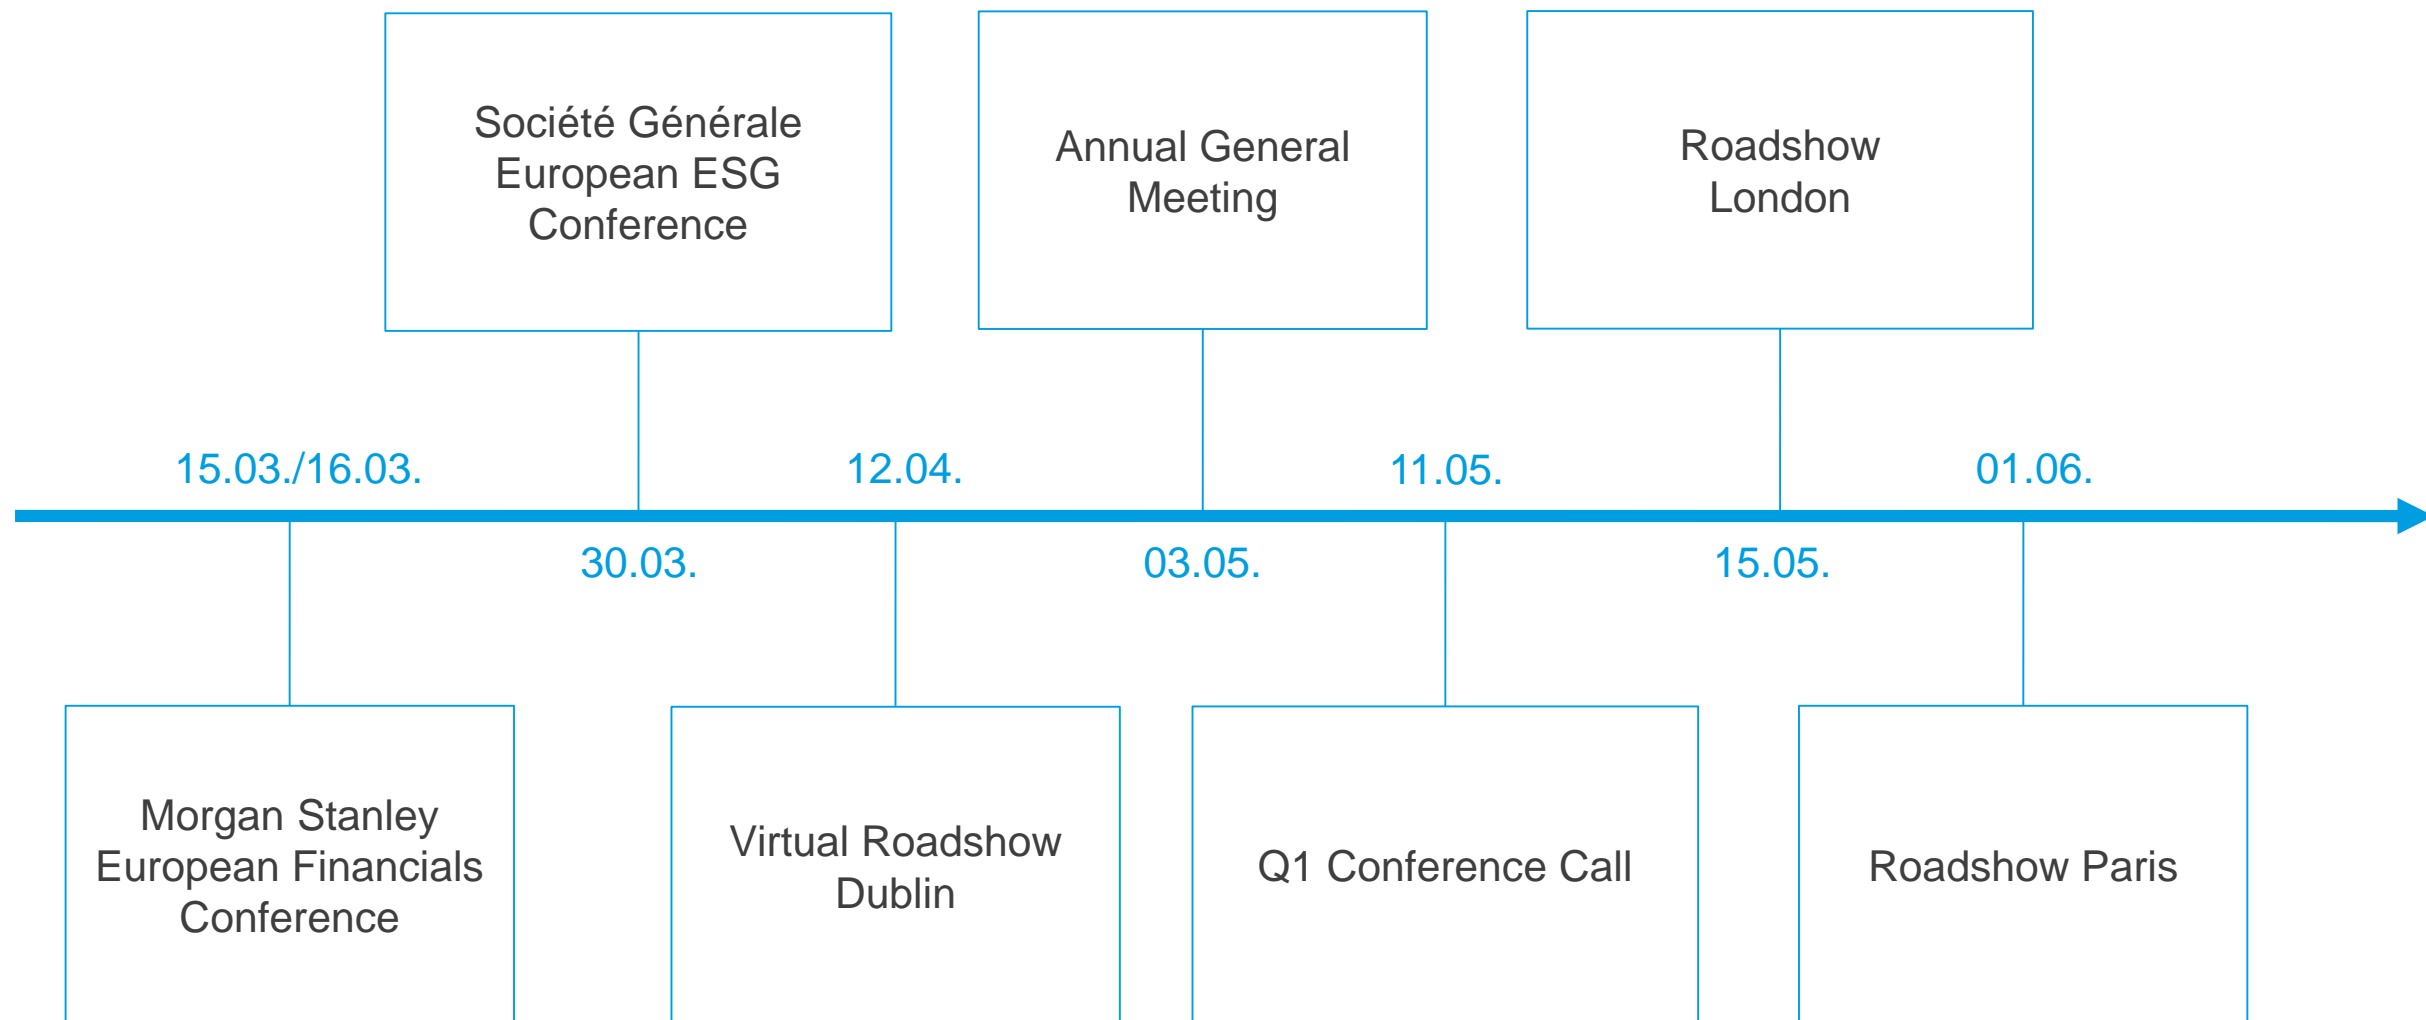 Société Générale
European ESG
Conference
Annual General
Meeting
Roadshow
London
15.03./16.03.
12.04.
11.05.
01.06.
30.03.
03.05.
15.05.
Morgan Stanley
European Financials
Conference
Virtual Roadshow
Dublin
Q1 Conference Call
Roadshow Paris